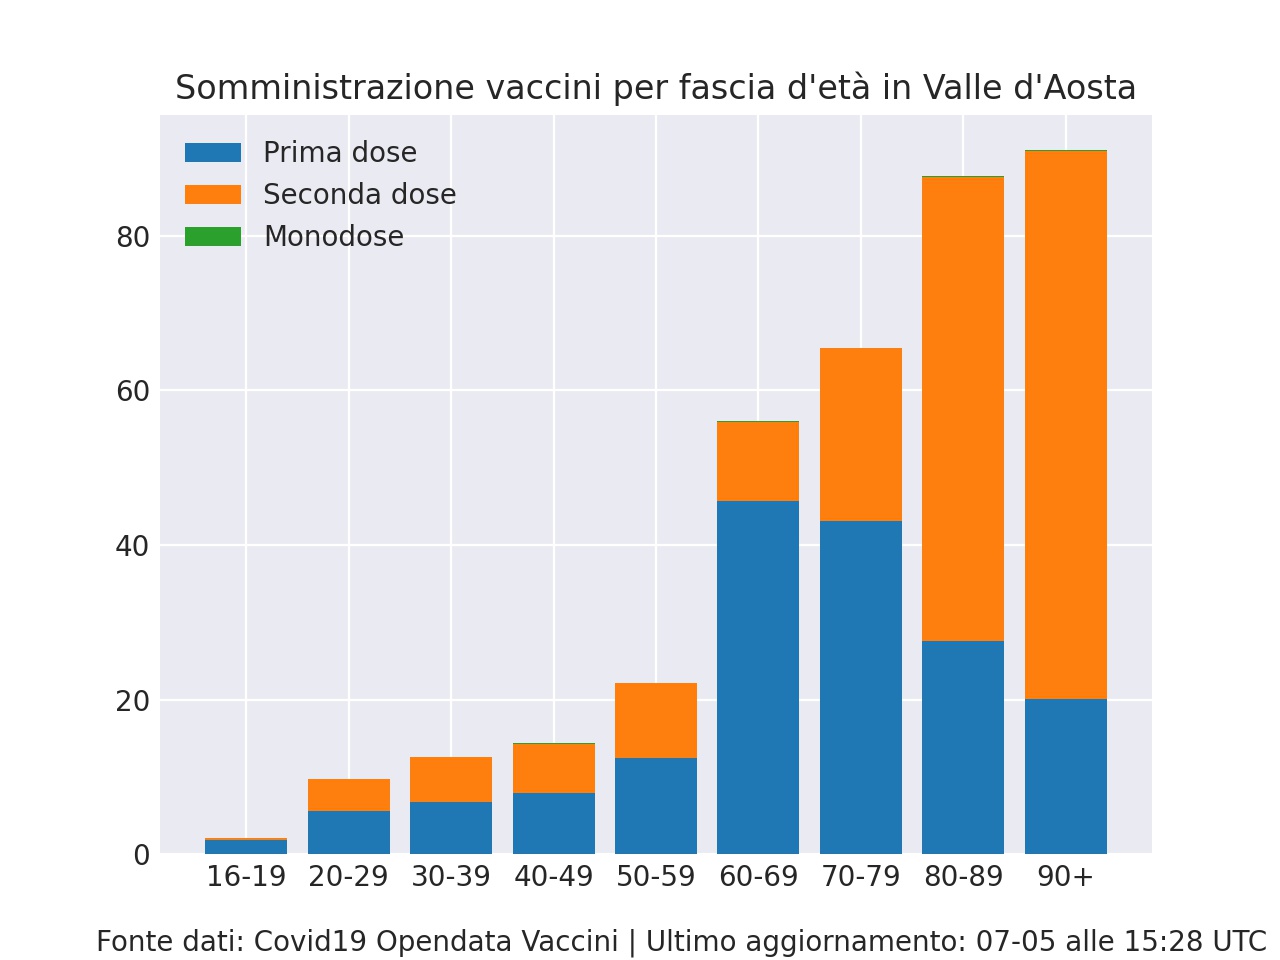 Somministrazione vaccini per fascia d'età in Valle d'Aosta
Prima dose
Seconda dose
Monodose
80
60
40
20
0
16-19 20-29 30-39 40-49 50-59 60-69 70-79 80-89 90+
Fonte dati: Covid19 Opendata Vaccini | Ultimo aggiornamento: 07-05 alle 15:28 UTC